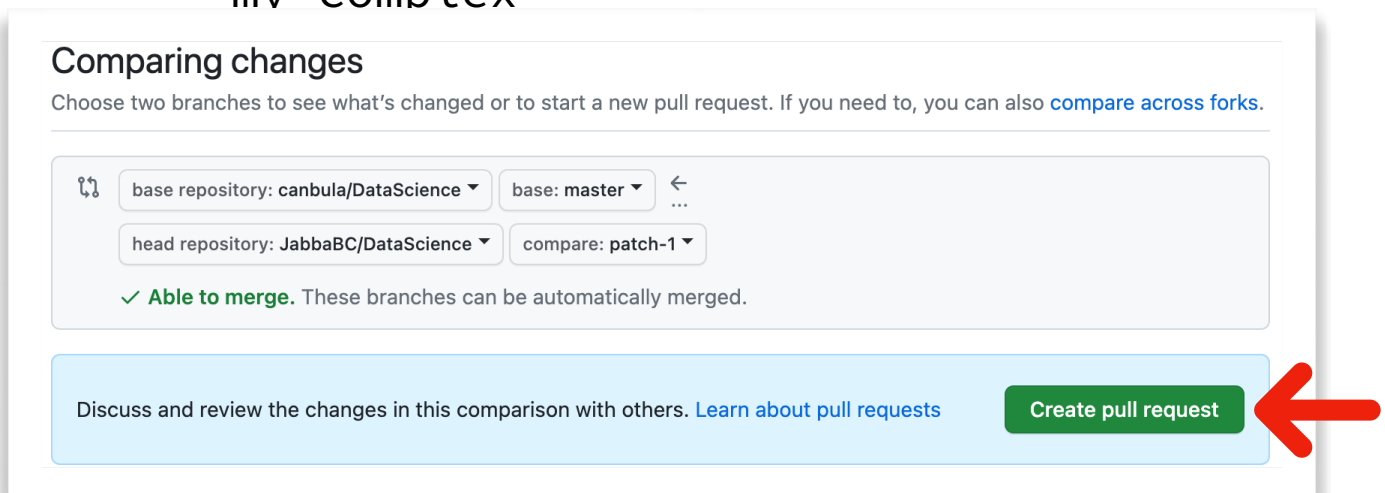 Comparing changes
Choose two branches to see what's changed or to start a new pull request. If you need to, you can also compare across forks.
base repository: canbula/DataScience base: master
...
head repository: JabbaBC/DataScience compare: patch-1
Able to merge. These branches can be automatically merged.
Discuss and review the changes in this comparison with others. Learn about pull requests Create pull request